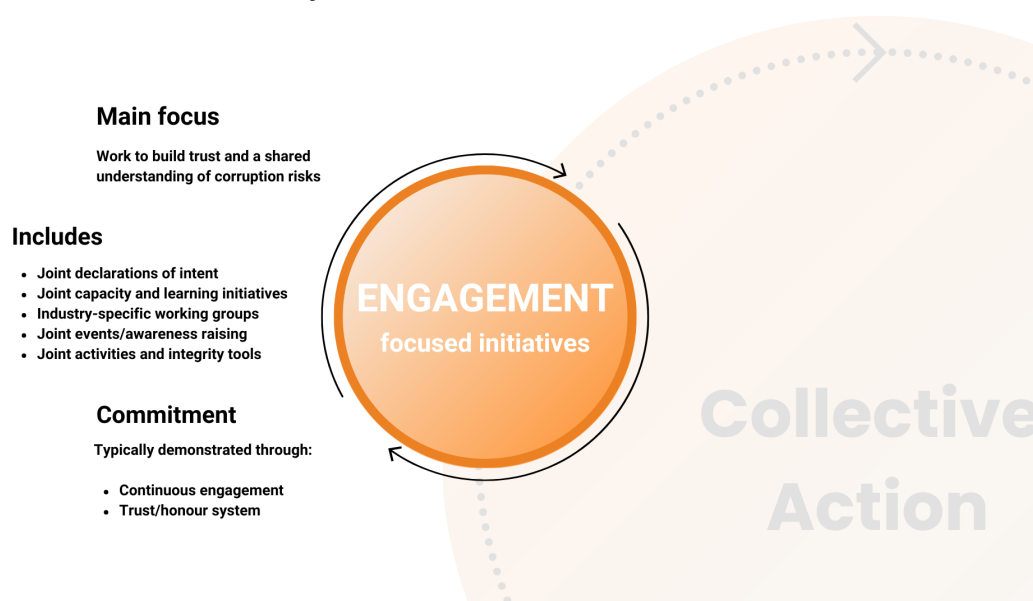 Main focus
Work to build trust and a shared
understanding of corruption risks
Includes
• Joint declarations of intent
• Joint capacity and learning initiatives
• Industry-specific working groups
• Joint events/awareness raising
• Joint activities and integrity tools
Commitment
Typically demonstrated through:
• Continuous engagement
• Trust/honour system
ENGAGEMENT
focused initiatives
Collective
Action